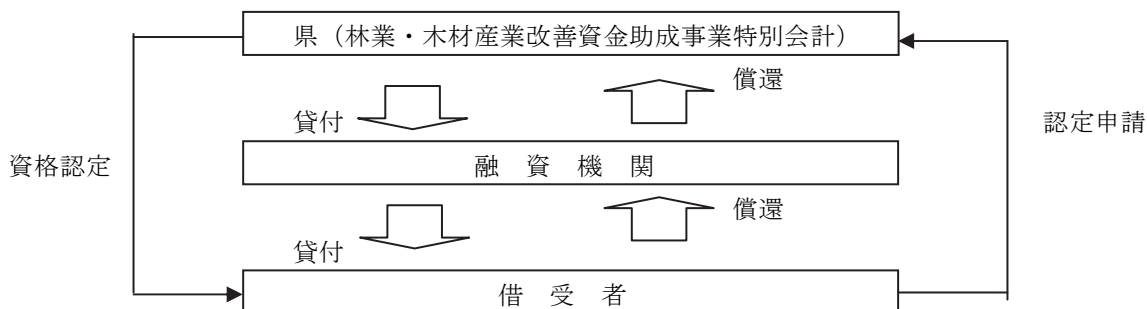 県（林業・木材産業改善資金助成事業特別会計）
償還
貸付
認定申請
融　資　機　関
資格認定
償還
貸付
借　受　者